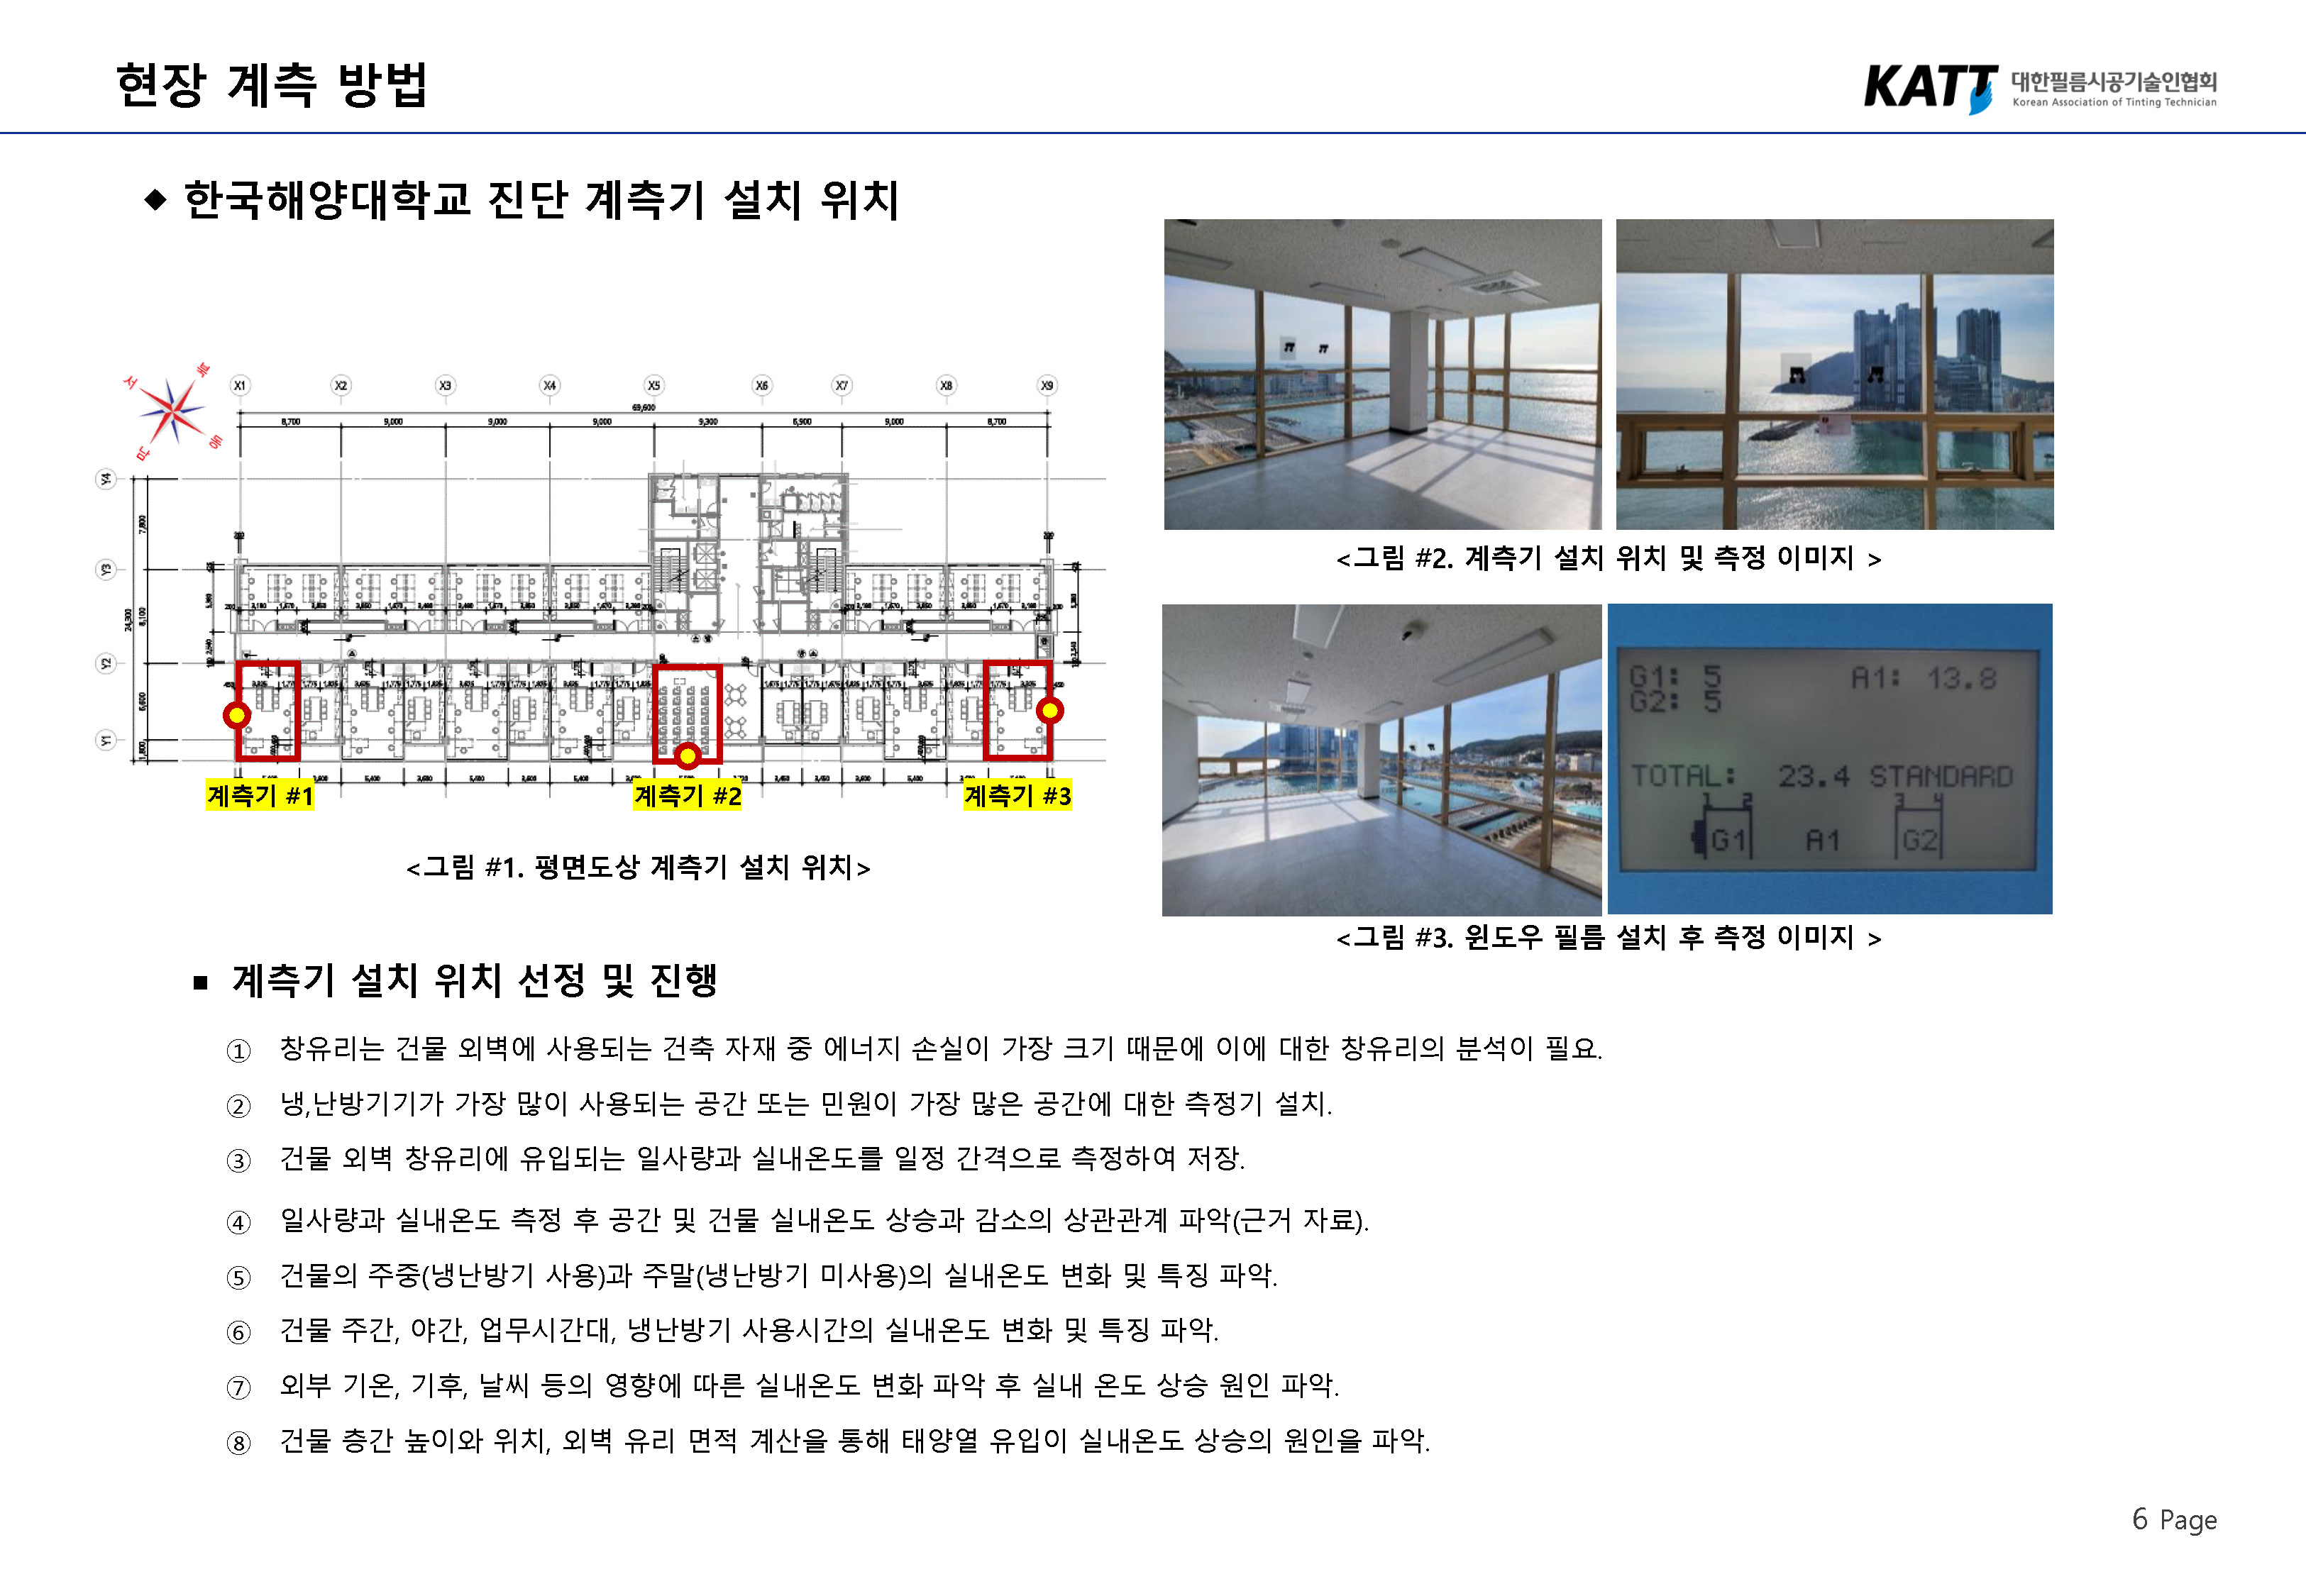 현장 계측 방법
KATT 대한필름시공기술인협회
Korean Association of Tinting Technician
◆ 한국해양대학교 진단 계측기 설치 위치
서 북
남 동
X1 X2 X3 X4 X5 X6 X7 X8 X9
69,600
8,700 9,000 9,000 9,000 9,300 6,900 9,000 8,700
Y4
Y3
Y2
Y1
7,800
8,100
24,300
6,600
1,800
계측기 #1
계측기 #2
계측기 #3
<그림 #1. 평면도상 계측기 설치 위치>
<그림 #2. 계측기 설치 위치 및 측정 이미지 >
G1: 5 A1: 13.8
G2: 5
TOTAL: 23.4 STANDARD
1 2 3 4
G1 A1 G2
<그림 #3. 윈도우 필름 설치 후 측정 이미지 >
■ 계측기 설치 위치 선정 및 진행
① 창유리는 건물 외벽에 사용되는 건축 자재 중 에너지 손실이 가장 크기 때문에 이에 대한 창유리의 분석이 필요.
② 냉,난방기기가 가장 많이 사용되는 공간 또는 민원이 가장 많은 공간에 대한 측정기 설치.
③ 건물 외벽 창유리에 유입되는 일사량과 실내온도를 일정 간격으로 측정하여 저장.
④ 일사량과 실내온도 측정 후 공간 및 건물 실내온도 상승과 감소의 상관관계 파악(근거 자료).
⑤ 건물의 주중(냉난방기 사용)과 주말(냉난방기 미사용)의 실내온도 변화 및 특징 파악.
⑥ 건물 주간, 야간, 업무시간대, 냉난방기 사용시간의 실내온도 변화 및 특징 파악.
⑦ 외부 기온, 기후, 날씨 등의 영향에 따른 실내온도 변화 파악 후 실내 온도 상승 원인 파악.
⑧ 건물 층간 높이와 위치, 외벽 유리 면적 계산을 통해 태양열 유입이 실내온도 상승의 원인을 파악.
6 Page